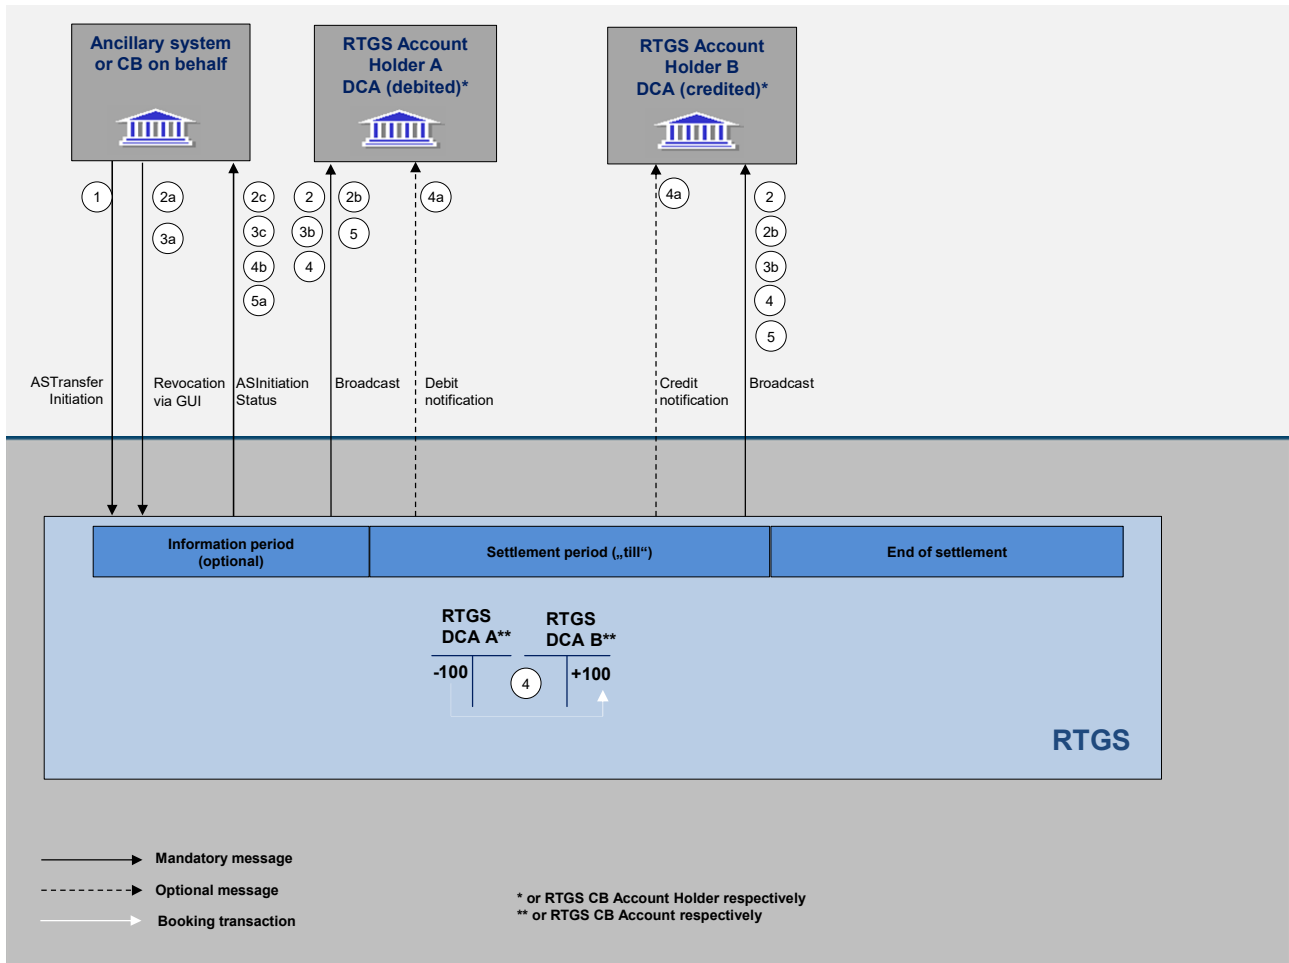 Ancillary system
or CB on behalf
RTGS Account
Holder A
DCA (debited)*
RTGS Account
Holder B
DCA (credited)*
1
2a
3a
2c
3c
4b
5a
2
3b
4
2b
5
4a
4a
2
2b
3b
4
5
ASTransfer
Initiation
Revocation
via GUI
ASInitiation
Status
Broadcast
Debit
notification
Credit
notification
Broadcast
Information period
(optional)
Settlement period („till“)
End of settlement
RTGS
DCA A**
RTGS
DCA B**
-100
4
+100
RTGS
Mandatory message
Optional message
Booking transaction
* or RTGS CB Account Holder respectively
** or RTGS CB Account respectively